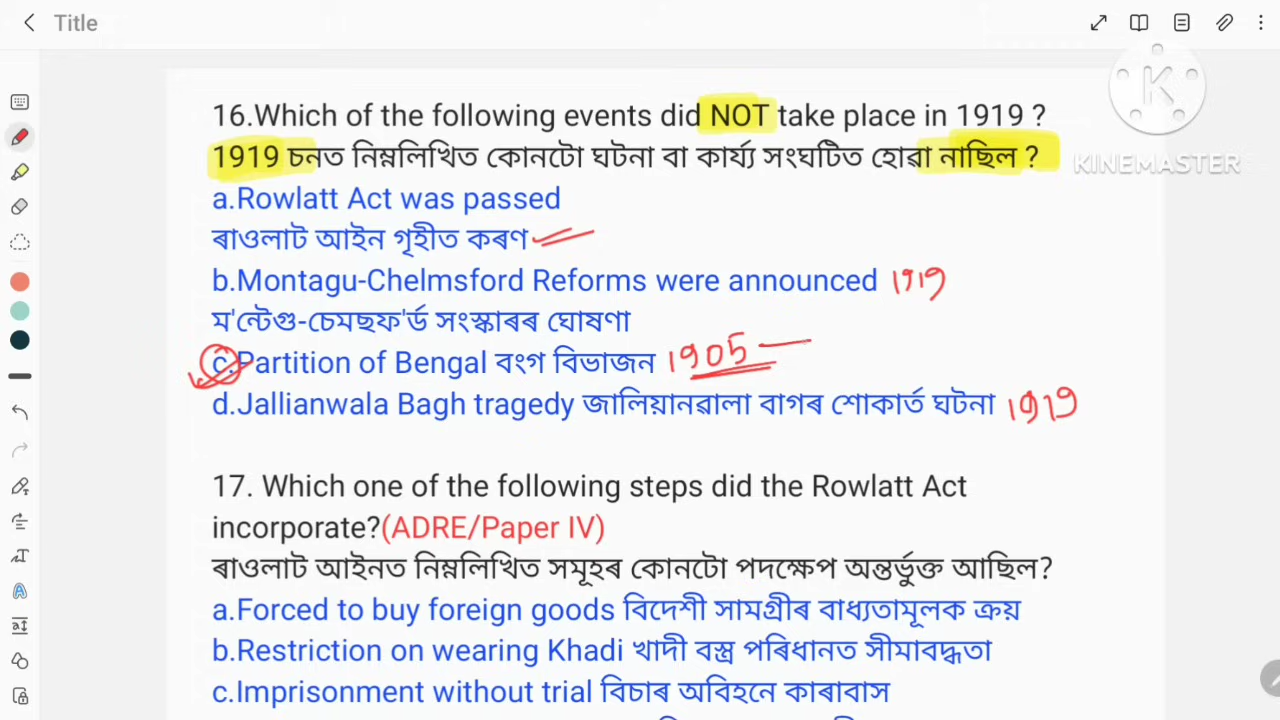 Title
16.Which of the following events did NOT take place in 1919 ?
1919 চনত নিম্নলিখিত কোনটো ঘটনা বা কাৰ্য্য সংঘটিত হোৱা নাছিল ?
KINEMASTER
a.Rowlatt Act was passed
ৰাওলাট আইন গৃহীত কৰণ
b.Montagu-Chelmsford Reforms were announced 1919
ম'ন্টেগু-চেমছফ'ৰ্ড সংস্কাৰৰ ঘোষণা
c.Partition of Bengal বংগ বিভাজন 1905
d.Jallianwala Bagh tragedy জালিয়ানৱালা বাগৰ শোকাৰ্ত ঘটনা 1919
17. Which one of the following steps did the Rowlatt Act
incorporate?(ADRE/Paper IV)
ৰাওলাট আইনত নিম্নলিখিত সমূহৰ কোনটো পদক্ষেপ অন্তৰ্ভুক্ত আছিল?
a.Forced to buy foreign goods বিদেশী সামগ্ৰীৰ বাধ্যতামূলক ক্ৰয়
b.Restriction on wearing Khadi খাদী বস্ত্ৰ পৰিধানত সীমাবদ্ধতা
c.Imprisonment without trial বিচাৰ অবিহনে কাৰাবাস